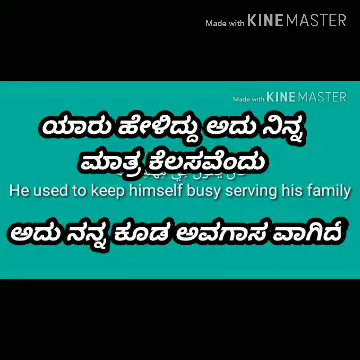 Made with KINEMASTER
Made with KINEMASTER
ಯಾರು ಹೇಳಿದ್ದು ಅದು ನಿನ್ನ
ಮಾತ್ರ ಕೆಲಸವೆಂದು
He used to keep himself busy serving his family
ಅದು ನನ್ನ ಕೂಡ ಅವಗಾಸ ವಾಗಿದೆ